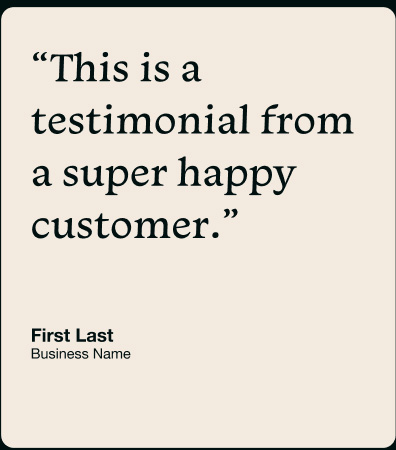 “This is a
testimonial from
a super happy
customer.”
First Last
Business Name